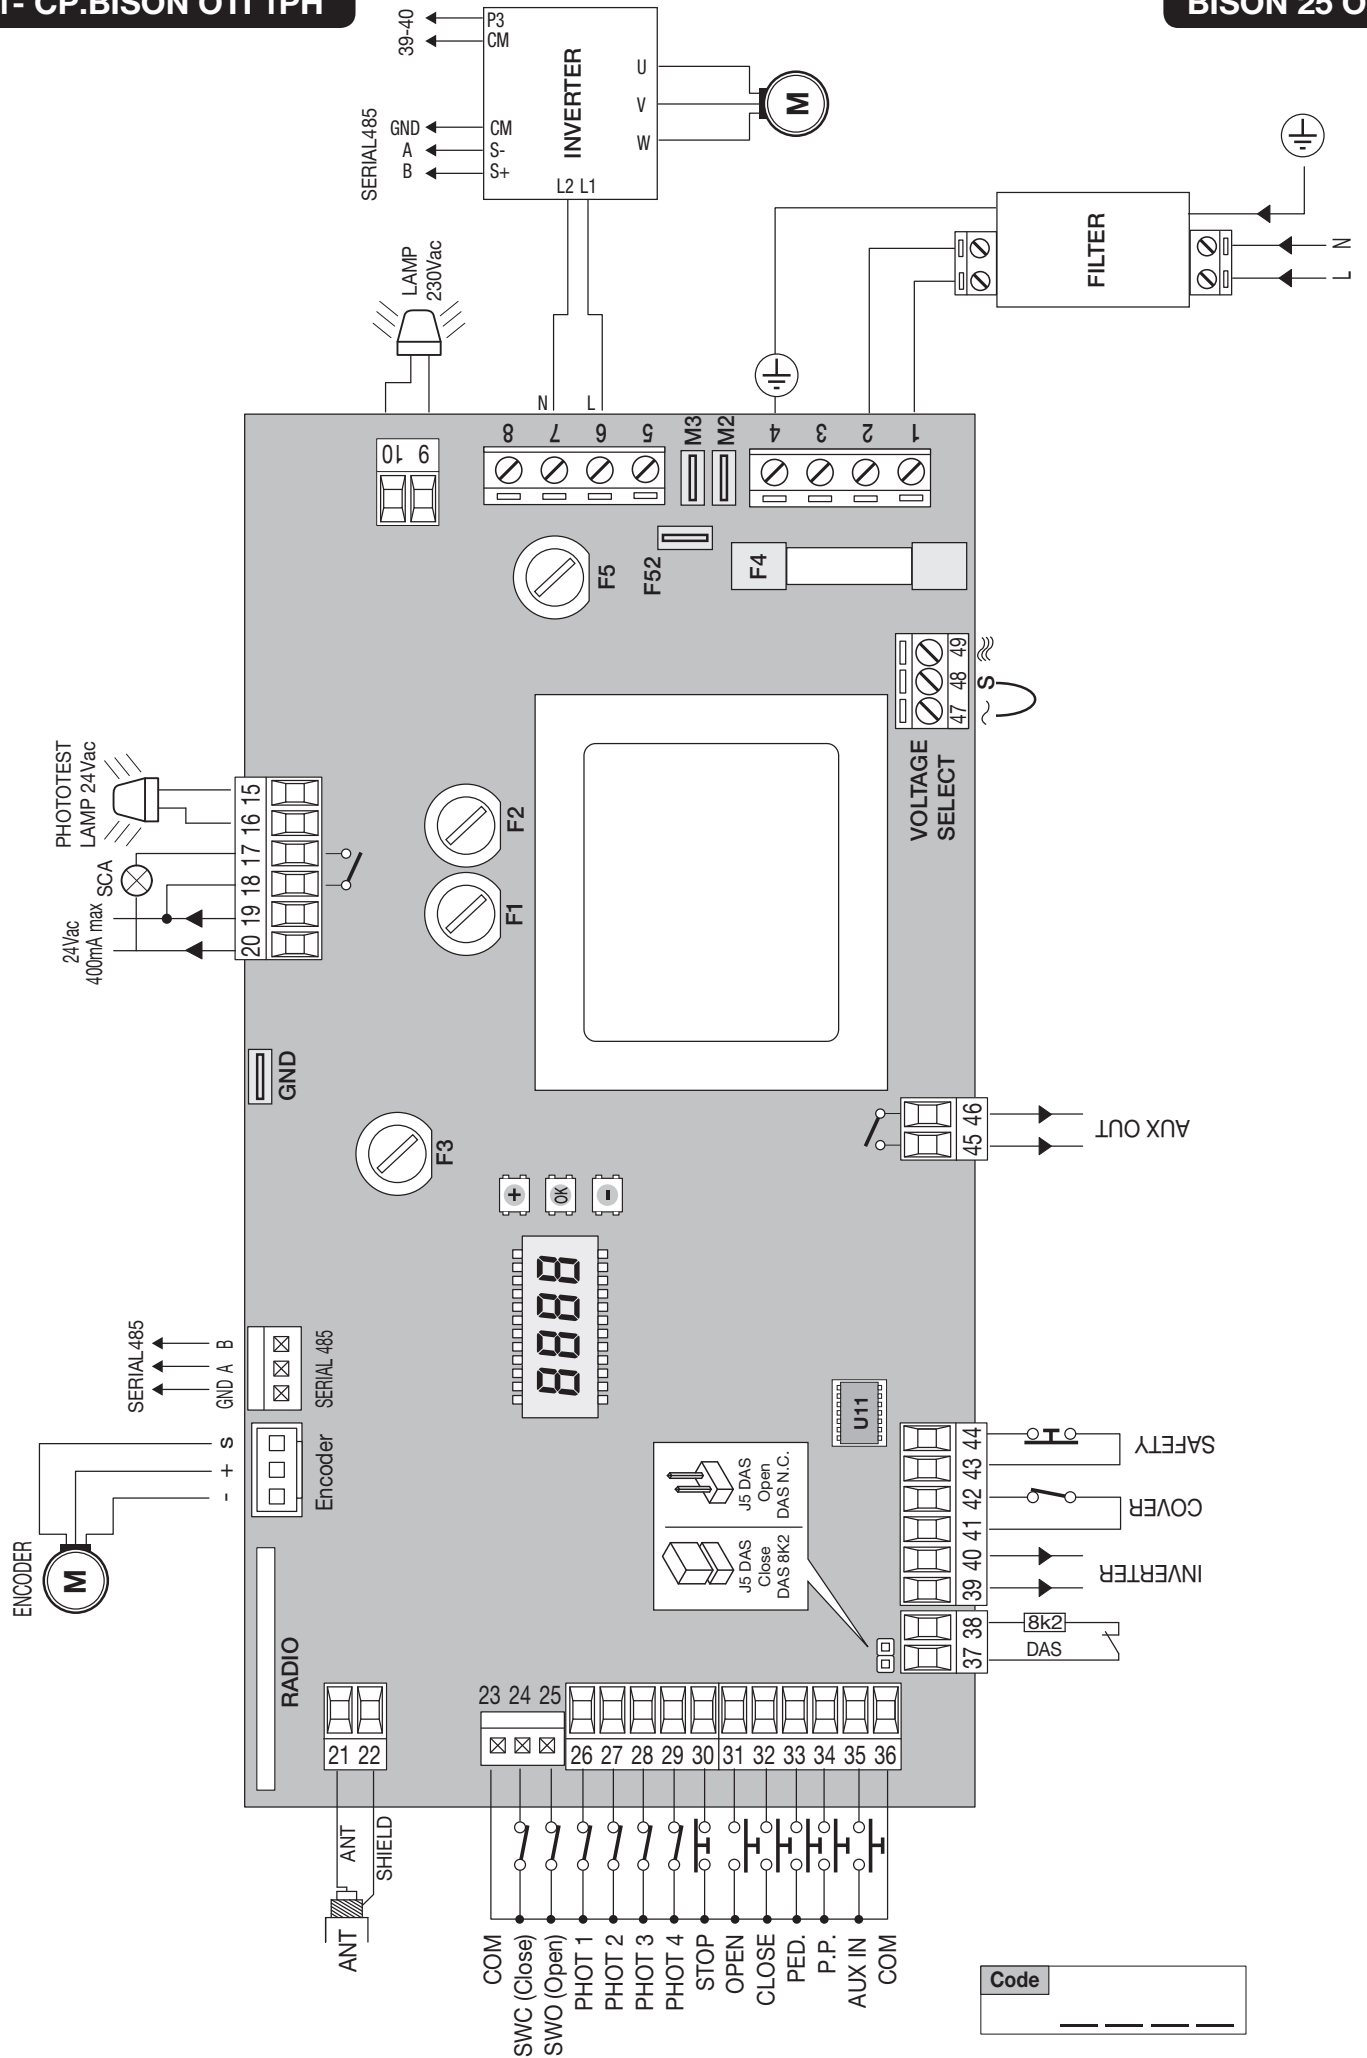 1- CP.BISON OTI 1PH
BISON 25 O
39-40
P3
CM
INVERTER
U
V
W
M
SERIAL485
GND
A
B
CM
S-
S+
L2 L1
LAMP
230Vac
N
L
FILTER
N
L
10 9
8 7 6 5
M3
M2
4 3 2 1
F5
F52
F4
PHOTOTEST
LAMP 24Vac
SCA
24Vac
400mA max
20 19 18 17 16 15
F2
F1
47 48 49
S
VOLTAGE
SELECT
GND
F3
45 46
AUX OUT
+
OK
-
8888
SERIAL485
GND A B
SERIAL 485
ENCODER
M
- + S
Encoder
U11
J5 DAS
Close
DAS 8K2
J5 DAS
Open
DAS N.C.
43 44
SAFETY
41 42
COVER
39 40
INVERTER
37 38
8k2
DAS
RADIO
21 22
ANT
SHIELD
ANT
23 24 25
26 27 28 29 30 31 32 33 34 35 36
COM
SWC (Close)
SWO (Open)
PHOT 1
PHOT 2
PHOT 3
PHOT 4
STOP
OPEN
CLOSE
PED.
P.P.
AUX IN
COM
Code